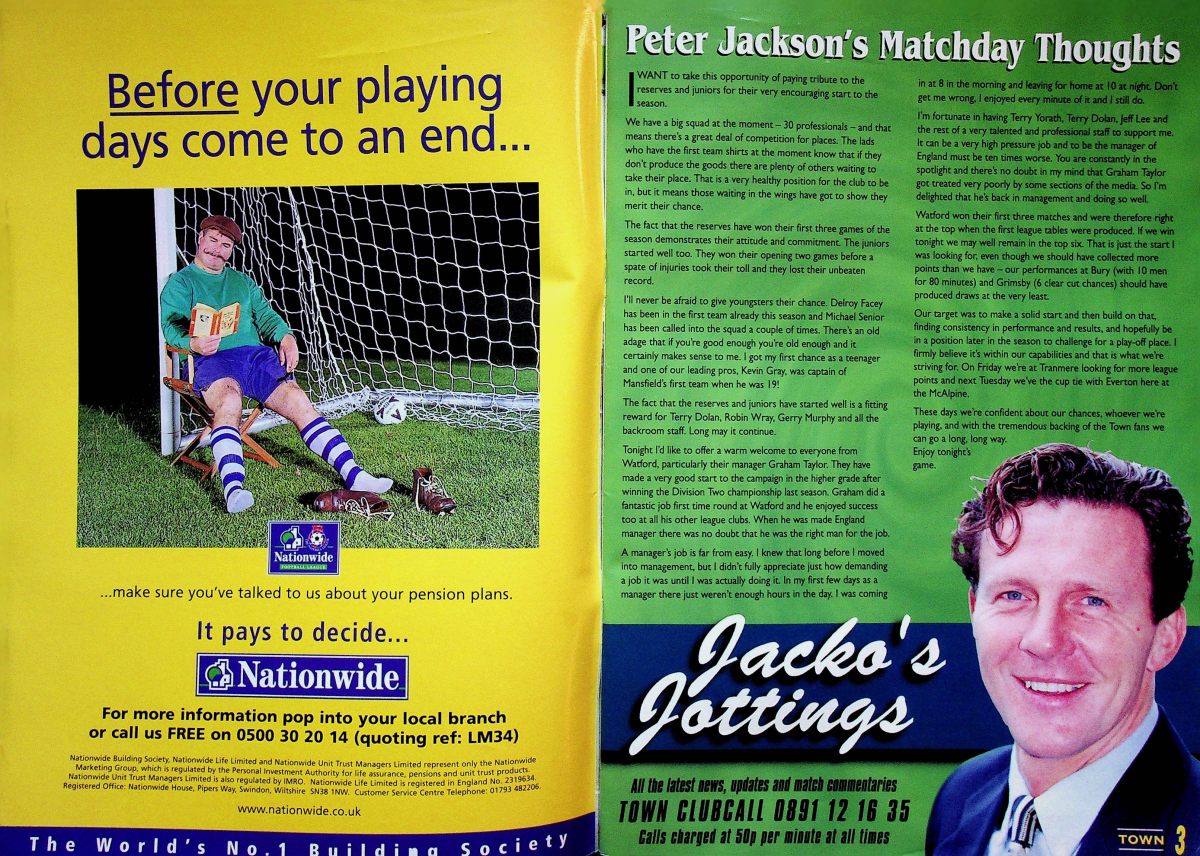 Before your playing
days come to an end...
Nationwide
FOOTBALL LEAGUE
...make sure you've talked to us about your pension plans.
It pays to decide...
Nationwide
For more information pop into your local branch
or call us FREE on 0500 30 20 14 (quoting ref: LM34)
Nationwide Building Society, Nationwide Life Limited and Nationwide Unit Trust Managers Limited represent only the Nationwide
Marketing Group, which is regulated by the Personal Investment Authority for life assurance, pensions and unit trust products.
Nationwide Unit Trust Managers Limited is also regulated by IMRO. Nationwide Life Limited is registered in England No. 2319634.
Registered Office: Nationwide House, Pipers Way, Swindon, Wiltshire SN38 1NW. Customer Service Centre Telephone: 01793 482206.
www.nationwide.co.uk
The World's No.1 Building Society
Peter Jackson's Matchday Thoughts
I WANT to take this opportunity of paying tribute to the
reserves and juniors for their very encouraging start to the
season.
We have a big squad at the moment – 30 professionals – and that
means there's a great deal of competition for places. The lads
who have the first team shirts at the moment know that if they
don't produce the goods there are plenty of others waiting to
take their place. That is a very healthy position for the club to be
in, but it means those waiting in the wings have got to show they
merit their chance.
The fact that the reserves have won their first three games of the
season demonstrates their attitude and commitment. The juniors
started well too. They won their opening two games before a
spate of injuries took their toll and they lost their unbeaten
record.
I'll never be afraid to give youngsters their chance. Delroy Facey
has been in the first team already this season and Michael Senior
has been called into the squad a couple of times. There's an old
adage that if you're good enough you're old enough and it
certainly makes sense to me. I got my first chance as a teenager
and one of our leading pros, Kevin Gray, was captain of
Mansfield's first team when he was 19!
The fact that the reserves and juniors have started well is a fitting
reward for Terry Dolan, Robin Wray, Gerry Murphy and all the
backroom staff. Long may it continue.
Tonight I'd like to offer a warm welcome to everyone from
Watford, particularly their manager Graham Taylor. They have
made a very good start to the campaign in the higher grade after
winning the Division Two championship last season. Graham did a
fantastic job first time round at Watford and he enjoyed success
too at all his other league clubs. When he was made England
manager there was no doubt that he was the right man for the job.
A manager's job is far from easy. I knew that long before I moved
into management, but I didn't fully appreciate just how demanding
a job it was until I was actually doing it. In my first few days as a
manager there just weren't enough hours in the day. I was coming
in at 8 in the morning and leaving for home at 10 at night. Don't
get me wrong, I enjoyed every minute of it and I still do.
I'm fortunate in having Terry Yorath, Terry Dolan, Jeff Lee and
the rest of a very talented and professional staff to support me.
It can be a very high pressure job and to be the manager of
England must be ten times worse. You are constantly in the
spotlight and there's no doubt in my mind that Graham Taylor
got treated very poorly by some sections of the media. So I'm
delighted that he's back in management and doing so well.
Watford won their first three matches and were therefore right
at the top when the first league tables were produced. If we win
tonight we may well remain in the top six. That is just the start I
was looking for, even though we should have collected more
points than we have – our performances at Bury (with 10 men
for 80 minutes) and Grimsby (6 clear cut chances) should have
produced draws at the very least.
Our target was to make a solid start and then build on that,
finding consistency in performance and results, and hopefully be
in a position later in the season to challenge for a play-off place. I
firmly believe it's within our capabilities and that is what we're
striving for. On Friday we're at Tranmere looking for more league
points and next Tuesday we've the cup tie with Everton here at
the McAlpine.
These days we're confident about our chances, whoever we're
playing, and with the tremendous backing of the Town fans we
can go a long, long way.
Enjoy tonight's
game.
Jacko's
Jottings
All the latest news, updates and match commentaries
TOWN CLUBCALL 0891 12 16 35
Calls charged at 50p per minute at all times
TOWN 3